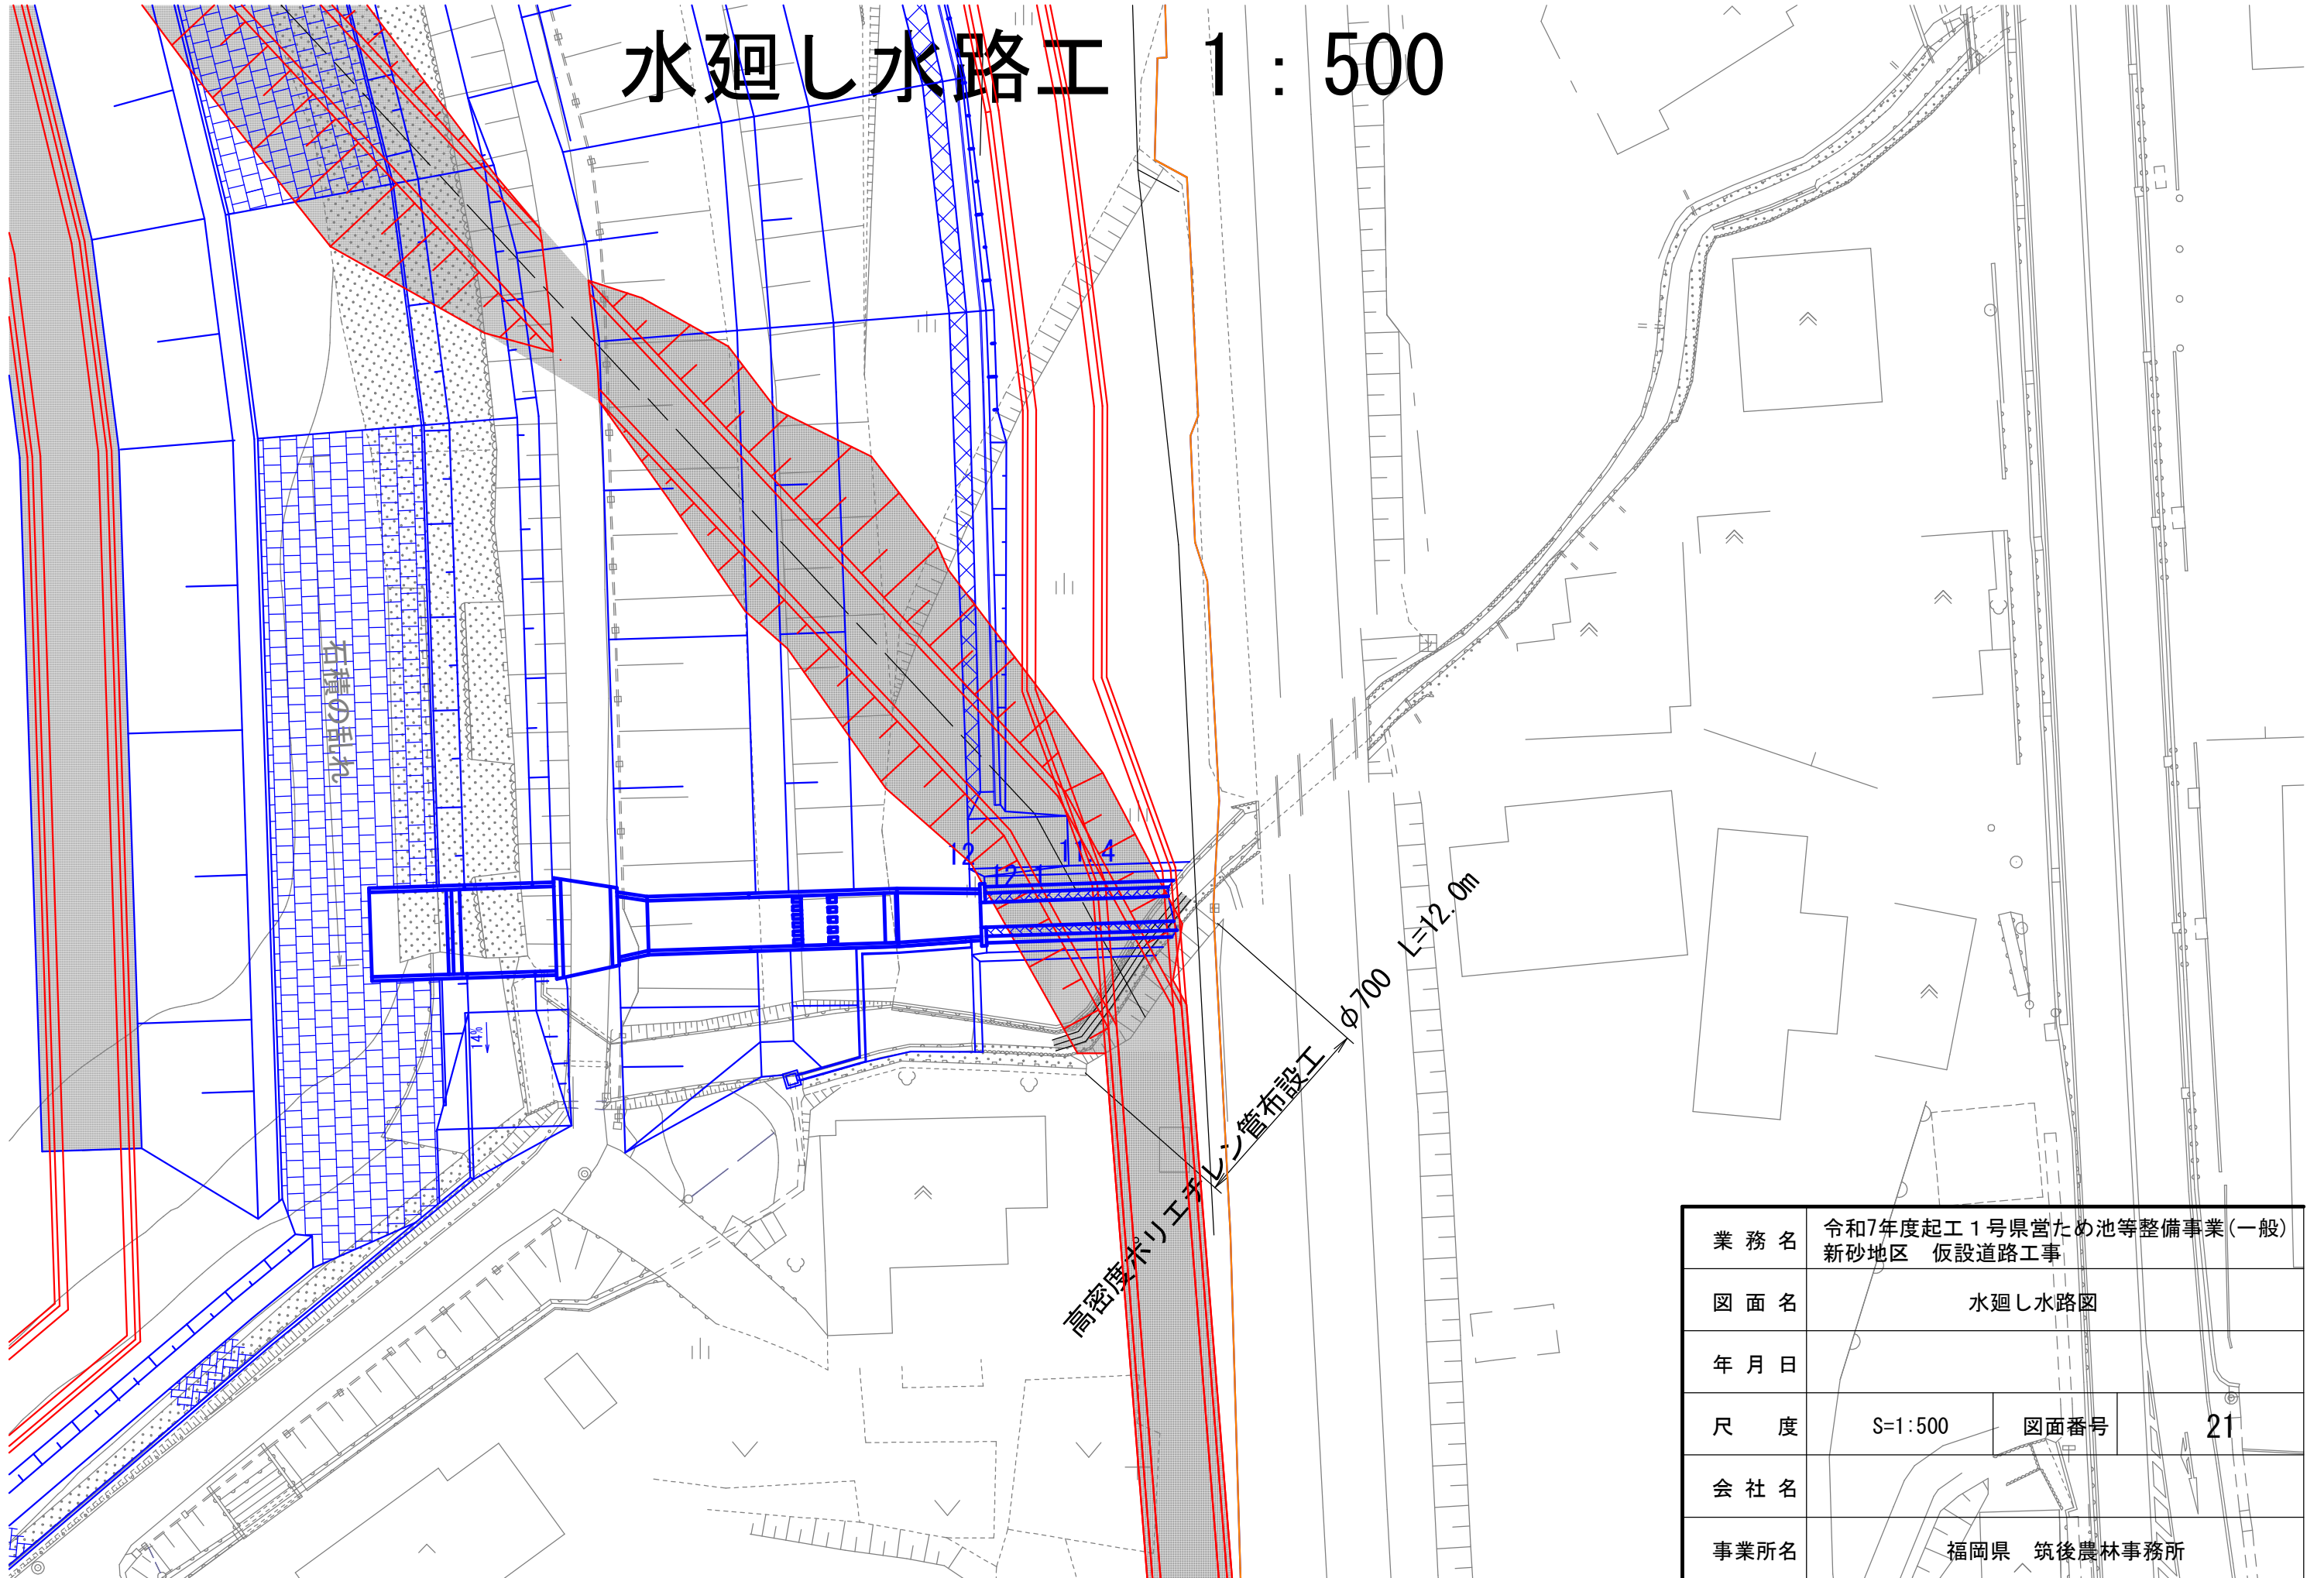 水廻し水路工　1：500
石積の乱れ
12
12.1
11.4
14%
高密度ポリエチレン管布設工　φ700　L=12.0m
業務名　令和7年度起工１号県営ため池等整備事業(一般)
新砂地区　仮設道路工事
図面名　水廻し水路図
年月日
尺度　S=1:500　図面番号　21
会社名
事業所名　福岡県　筑後農林事務所